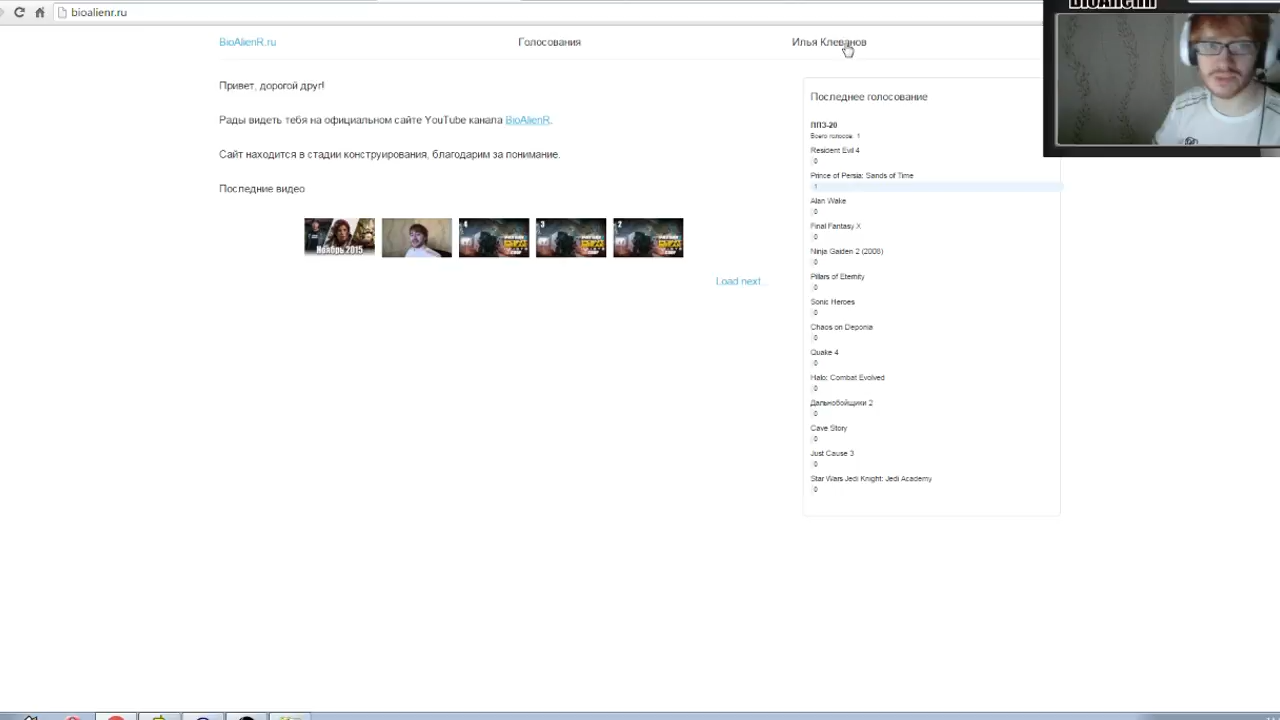 bioalienr.ru
BioAlienR
BioAlienR.ru
Голосования
Илья Клеванов
Привет, дорогой друг!
Рады видеть тебя на официальном сайте YouTube канала BioAlienR.
Сайт находится в стадии конструирования, благодарим за понимание.
Последние видео
Ноябрь 2015
4
3
2
Load next...
Последнее голосование
ППЗ-20
Всего голосов: 1
Resident Evil 4
0
Prince of Persia: Sands of Time
1
Alan Wake
0
Final Fantasy X
0
Ninja Gaiden 2 (2008)
0
Pillars of Eternity
0
Sonic Heroes
0
Chaos on Deponia
0
Quake 4
0
Halo: Combat Evolved
0
Дальнобойщики 2
0
Cave Story
0
Just Cause 3
0
Star Wars Jedi Knight: Jedi Academy
0